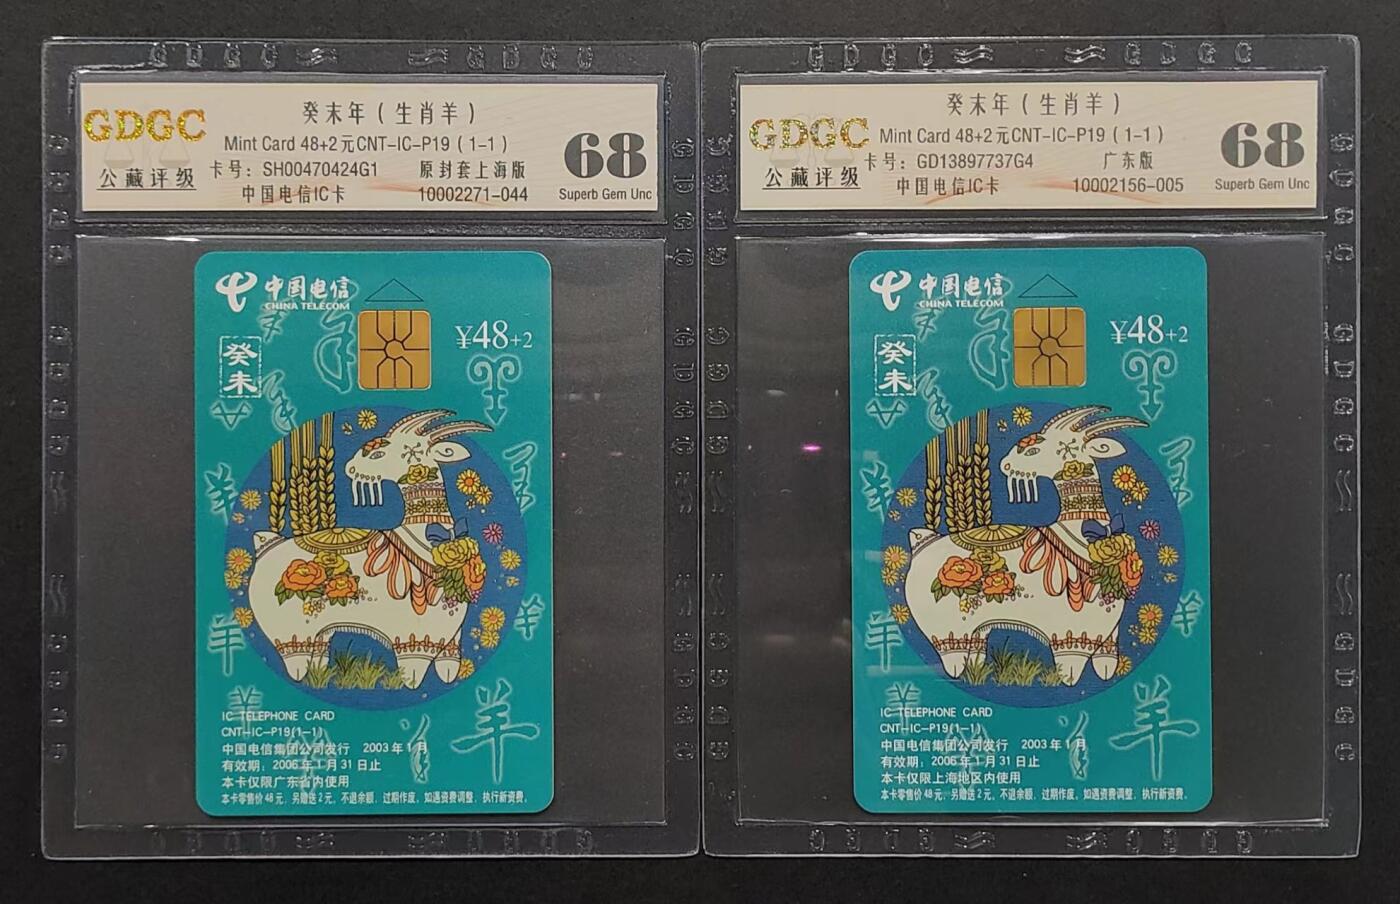 GDGC
公藏评级
癸未年（生肖羊）
Mint Card 48+2元CNT-IC-P19（1-1）
卡号：SH00470424G1 原封套上海版
中国电信IC卡 10002271-044
68
Superb Gem Unc
中国电信
CHINA TELECOM
¥48+2
癸未
羊
羊
羊
IC TELEPHONE CARD
CNT-IC-P19(1-1)
中国电信集团公司发行 2003年1月
有效期：2006年1月31日止
本卡仅限广东省内使用
本卡零售价48元，另赠送2元，不退余额，过期作废，如遇资费调整，执行新资费。
GDGC
公藏评级
癸未年（生肖羊）
Mint Card 48+2元CNT-IC-P19（1-1）
卡号：GD13897737G4 广东版
中国电信IC卡 10002156-005
68
Superb Gem Unc
中国电信
CHINA TELECOM
¥48+2
癸未
羊
羊
羊
IC TELEPHONE CARD
CNT-IC-P19(1-1)
中国电信集团公司发行 2003年1月
有效期：2006年1月31日止
本卡仅限上海地区内使用
本卡零售价48元，另赠送2元，不退余额，过期作废，如遇资费调整，执行新资费。